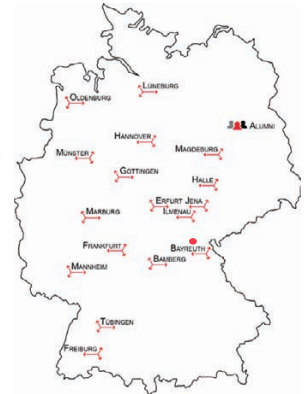 LÜNEBURG
OLDENBURG
ALUMNI
HANNOVER
MÜNSTER
MAGDEBURG
GÖTTINGEN
HALLE
ERFURT JENA
MARBURG
ILMENAU
FRANKFURT
BAYREUTH
MANNHEIM
BAMBERG
TÜBINGEN
FREIBURG